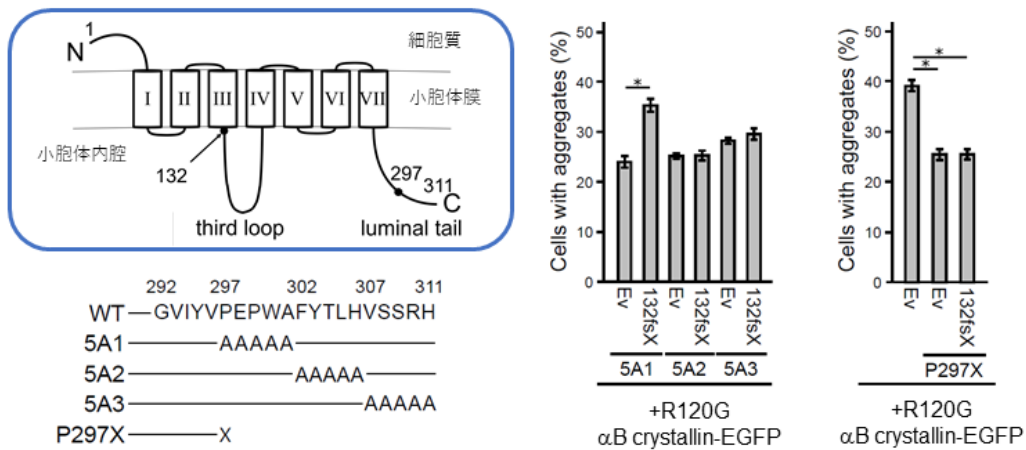 N 1
細胞質
I II III IV V VI VII
小胞体膜
小胞体内腔
132
297
311
C
third loop
luminal tail
292 297 302 307 311
WT GVIYVPEPWAFYTLHVSSRH
5A1 AAAAA
5A2 AAAAA
5A3 AAAAA
P297X X
Cells with aggregates (%)
50
40
30
20
10
0
*
Ev 132fsX Ev 132fsX Ev 132fsX
5A1 5A2 5A3
+R120G
αB crystallin-EGFP
Cells with aggregates (%)
50
40
30
20
10
0
*
*
Ev Ev 132fsX
P297X
+R120G
αB crystallin-EGFP